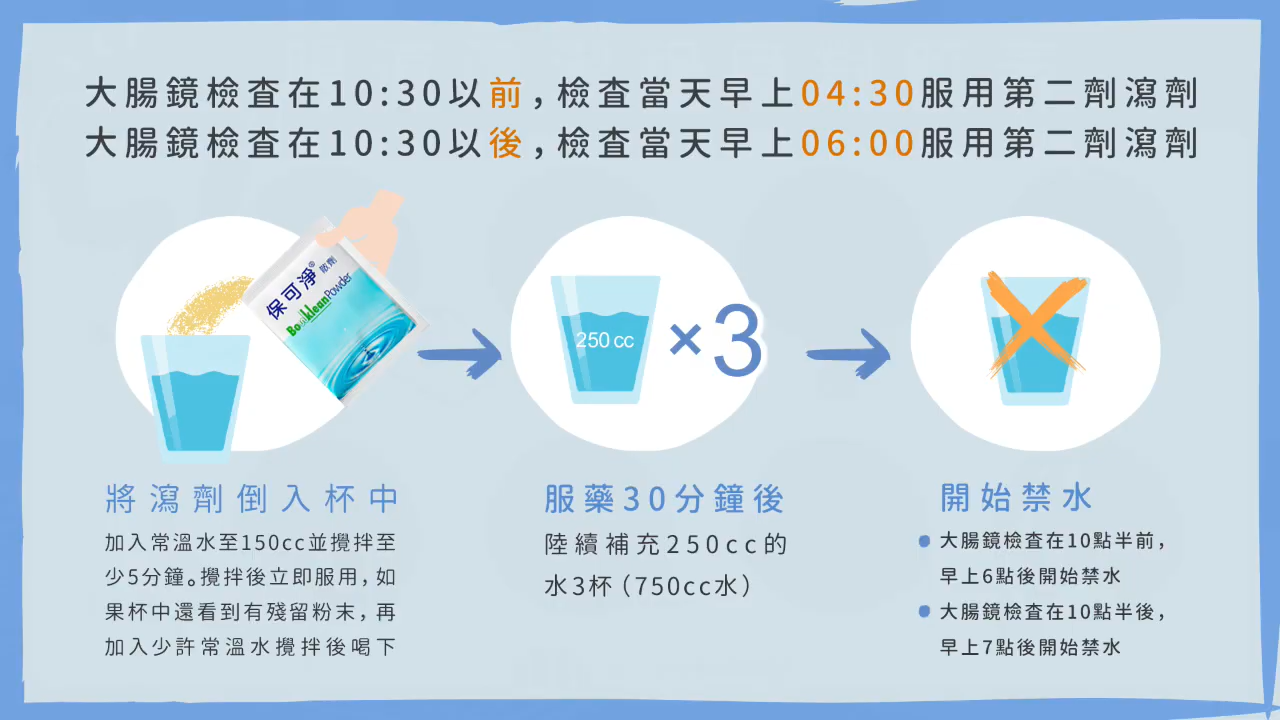 大腸鏡檢查在10:30以前,檢查當天早上04:30服用第二劑瀉劑
大腸鏡檢查在10:30以後,檢查當天早上06:00服用第二劑瀉劑
保可淨®散劑
BowkleanPowder
250 cc
×3
將瀉劑倒入杯中
加入常溫水至150cc並攪拌至
少5分鐘。攪拌後立即服用,如
果杯中還看到有殘留粉末,再
加入少許常溫水攪拌後喝下
服藥30分鐘後
陸續補充250cc的
水3杯(750cc水)
開始禁水
大腸鏡檢查在10點半前,
早上6點後開始禁水
大腸鏡檢查在10點半後,
早上7點後開始禁水